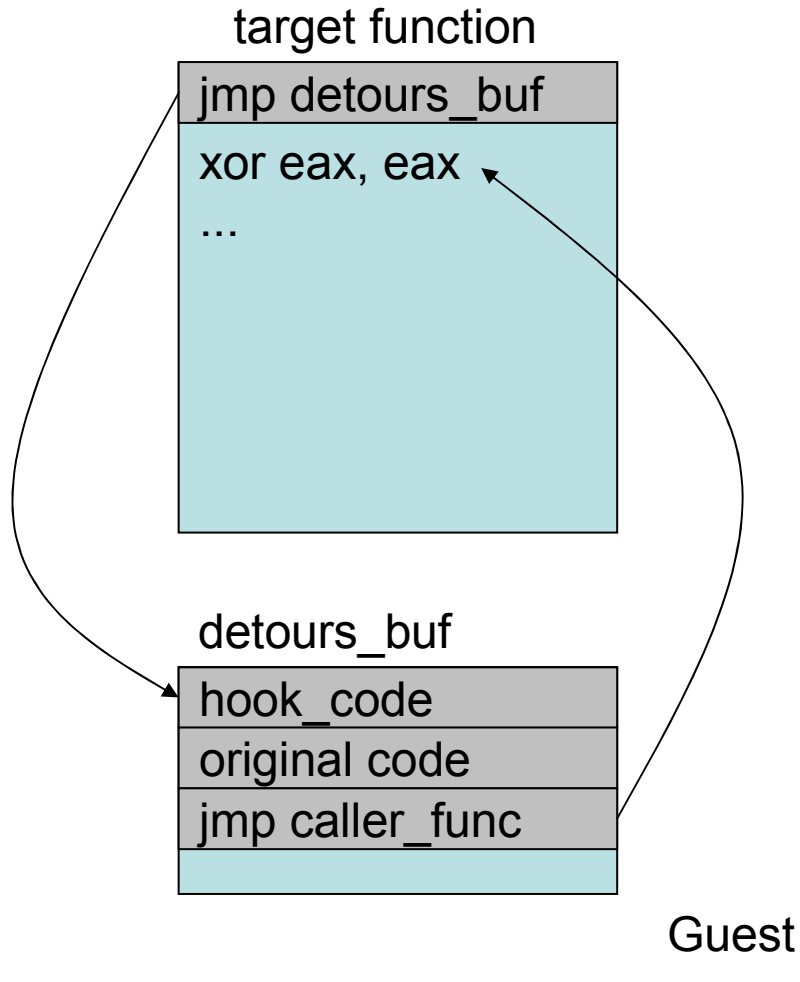 target function
jmp detours_buf
xor eax, eax
...
detours_buf
hook_code
original code
jmp caller_func
Guest